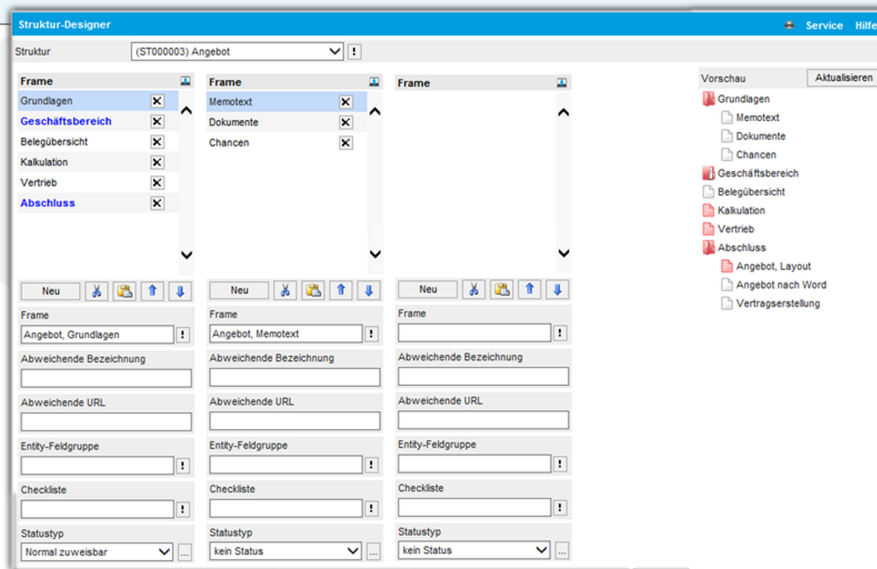 Struktur-Designer
Service Hilfe
Struktur
(ST000003) Angebot
!
Frame
Grundlagen
Geschäftsbereich
Belegübersicht
Kalkulation
Vertrieb
Abschluss
Neu
Frame
Angebot, Grundlagen
!
Abweichende Bezeichnung
Abweichende URL
Entity-Feldgruppe
!
Checkliste
!
Statustyp
Normal zuweisbar
...
Frame
Memotext
Dokumente
Chancen
Neu
Frame
Angebot, Memotext
!
Abweichende Bezeichnung
Abweichende URL
Entity-Feldgruppe
!
Checkliste
!
Statustyp
kein Status
...
Frame
Neu
Frame
!
Abweichende Bezeichnung
Abweichende URL
Entity-Feldgruppe
!
Checkliste
!
Statustyp
kein Status
...
Vorschau
Aktualisieren
Grundlagen
Memotext
Dokumente
Chancen
Geschäftsbereich
Belegübersicht
Kalkulation
Vertrieb
Abschluss
Angebot, Layout
Angebot nach Word
Vertragserstellung